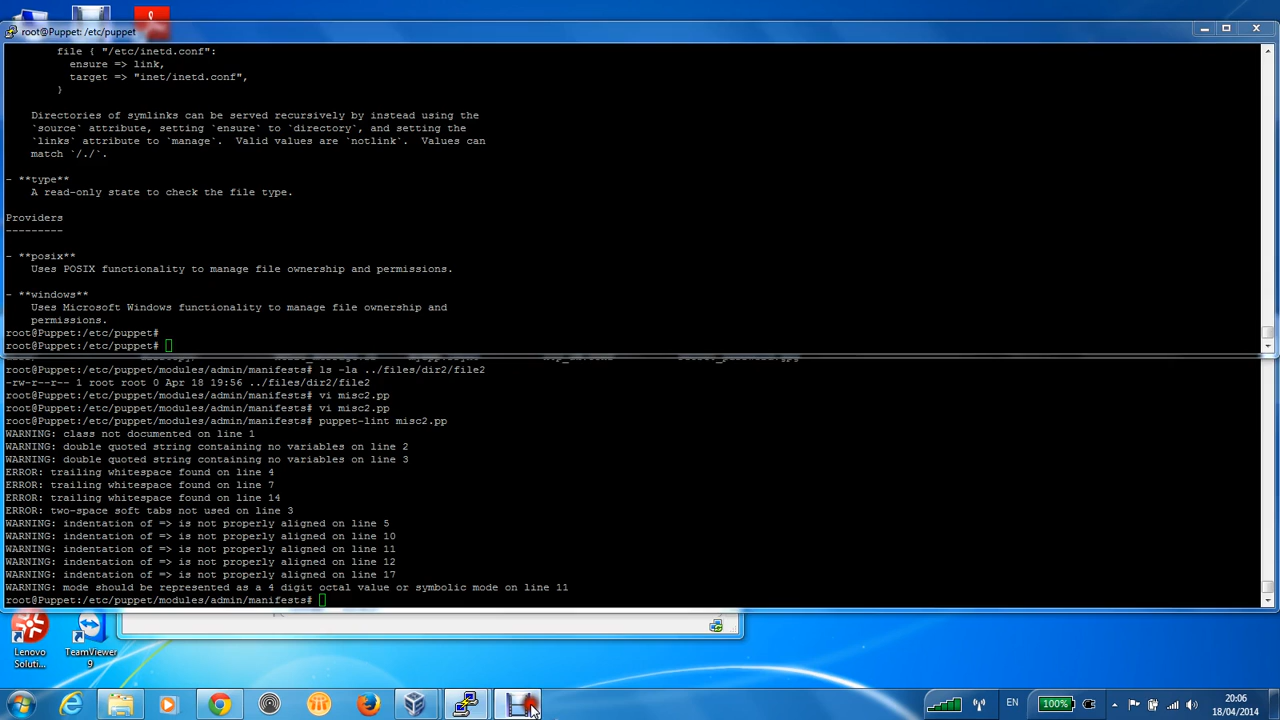 root@Puppet: /etc/puppet
file { "/etc/inetd.conf":
ensure => link,
target => "inet/inetd.conf",
}
Directories of symlinks can be served recursively by instead using the
`source` attribute, setting `ensure` to `directory`, and setting the
`links` attribute to `manage`.  Valid values are `notlink`.  Values can
match `/./`.
- **type**
A read-only state to check the file type.
Providers
---------
- **posix**
Uses POSIX functionality to manage file ownership and permissions.
- **windows**
Uses Microsoft Windows functionality to manage file ownership and
permissions.
root@Puppet:/etc/puppet#
root@Puppet:/etc/puppet#
root@Puppet:/etc/puppet/modules/admin/manifests# ls -la ../files/dir2/file2
-rw-r--r-- 1 root root 0 Apr 18 19:56 ../files/dir2/file2
root@Puppet:/etc/puppet/modules/admin/manifests# vi misc2.pp
root@Puppet:/etc/puppet/modules/admin/manifests# vi misc2.pp
root@Puppet:/etc/puppet/modules/admin/manifests# puppet-lint misc2.pp
WARNING: class not documented on line 1
WARNING: double quoted string containing no variables on line 2
WARNING: double quoted string containing no variables on line 3
ERROR: trailing whitespace found on line 4
ERROR: trailing whitespace found on line 7
ERROR: trailing whitespace found on line 14
ERROR: two-space soft tabs not used on line 3
WARNING: indentation of => is not properly aligned on line 5
WARNING: indentation of => is not properly aligned on line 10
WARNING: indentation of => is not properly aligned on line 11
WARNING: indentation of => is not properly aligned on line 12
WARNING: indentation of => is not properly aligned on line 17
WARNING: mode should be represented as a 4 digit octal value or symbolic mode on line 11
root@Puppet:/etc/puppet/modules/admin/manifests#
Lenovo
Soluti...
TeamViewer
9
EN
100%
20:06
18/04/2014